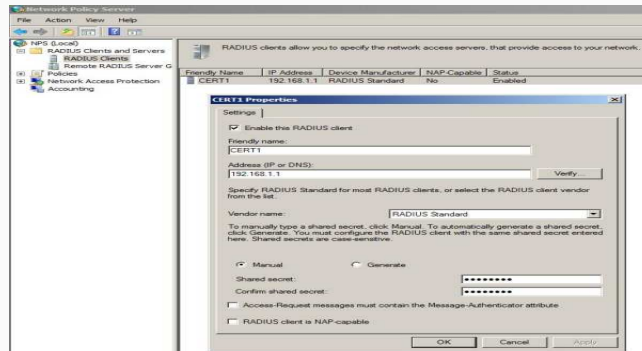 Network Policy Server
File Action View Help
NPS (Local)
RADIUS Clients and Servers
RADIUS Clients
Remote RADIUS Server G
Policies
Network Access Protection
Accounting
RADIUS clients allow you to specify the network access servers, that provide access to your network.
Friendly Name IP Address Device Manufacturer NAP-Capable Status
CERT1 192.168.1.1 RADIUS Standard No Enabled
CERT1 Properties
Settings
Enable this RADIUS client
Friendly name:
CERT1
Address (IP or DNS):
192.168.1.1
Verify...
Specify RADIUS Standard for most RADIUS clients, or select the RADIUS client vendor
from the list.
Vendor name:
RADIUS Standard
To manually type a shared secret, click Manual. To automatically generate a shared secret,
click Generate. You must configure the RADIUS client with the same shared secret entered
here. Shared secrets are case-sensitive.
Manual Generate
Shared secret:
Confirm shared secret:
Access-Request messages must contain the Message-Authenticator attribute
RADIUS client is NAP-capable
OK Cancel Apply